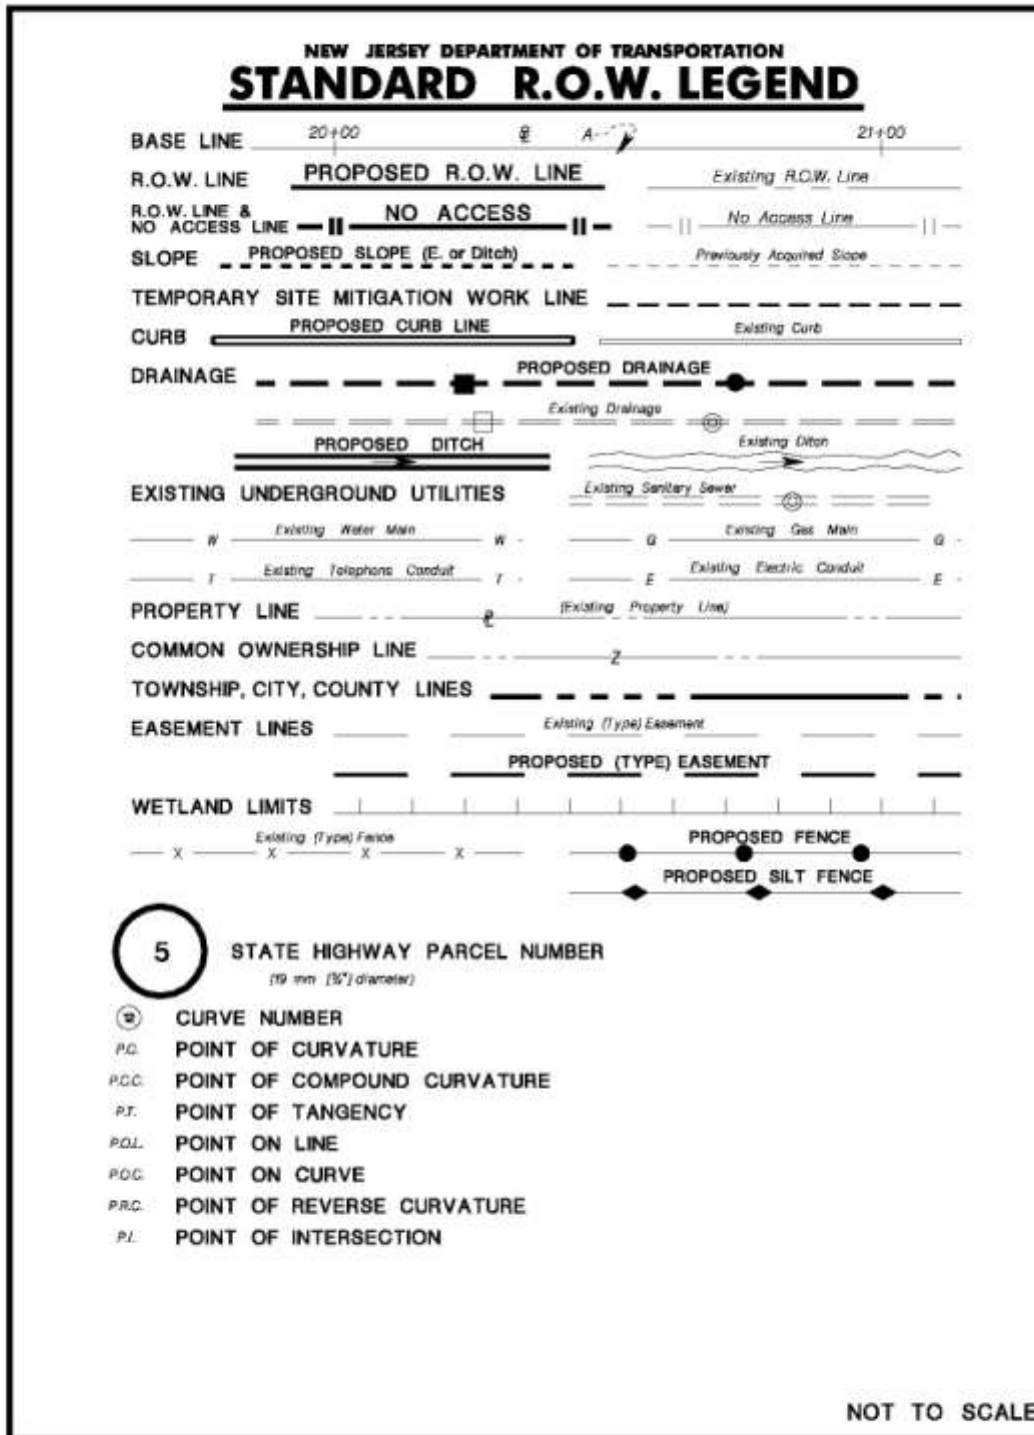 NEW JERSEY DEPARTMENT OF TRANSPORTATION
STANDARD R.O.W. LEGEND
BASE LINE 20+00 A 21+00
R.O.W. LINE PROPOSED R.O.W. LINE Existing R.O.W. Line
R.O.W. LINE &
NO ACCESS LINE NO ACCESS No Access Line
SLOPE PROPOSED SLOPE (E. or Ditch) Previously Acquired Slope
TEMPORARY SITE MITIGATION WORK LINE
CURB PROPOSED CURB LINE Existing Curb
DRAINAGE PROPOSED DRAINAGE
Existing Drainage
PROPOSED DITCH Existing Ditch
EXISTING UNDERGROUND UTILITIES Existing Sanitary Sewer
W Existing Water Main W G Existing Gas Main G
T Existing Telephone Conduit T E Existing Electric Conduit E
PROPERTY LINE (Existing Property Line)
COMMON OWNERSHIP LINE Z
TOWNSHIP, CITY, COUNTY LINES
EASEMENT LINES Existing (Type) Easement
PROPOSED (TYPE) EASEMENT
WETLAND LIMITS
X Existing (Type) Fence X X X PROPOSED FENCE
PROPOSED SILT FENCE
5 STATE HIGHWAY PARCEL NUMBER
(19 mm [¾"] diameter)
CURVE NUMBER
P.C. POINT OF CURVATURE
P.C.C. POINT OF COMPOUND CURVATURE
P.T. POINT OF TANGENCY
P.O.L. POINT ON LINE
P.O.C. POINT ON CURVE
P.R.C. POINT OF REVERSE CURVATURE
P.I. POINT OF INTERSECTION
NOT TO SCALE